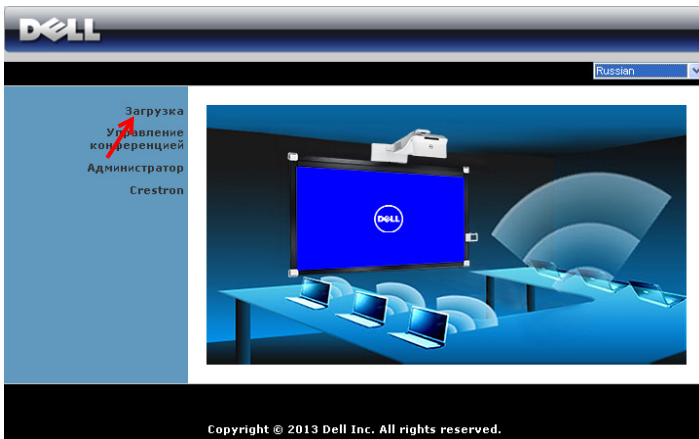 DELL
Russian
Загрузка
Управление
конференцией
Администратор
Crestron
DELL
Copyright © 2013 Dell Inc. All rights reserved.